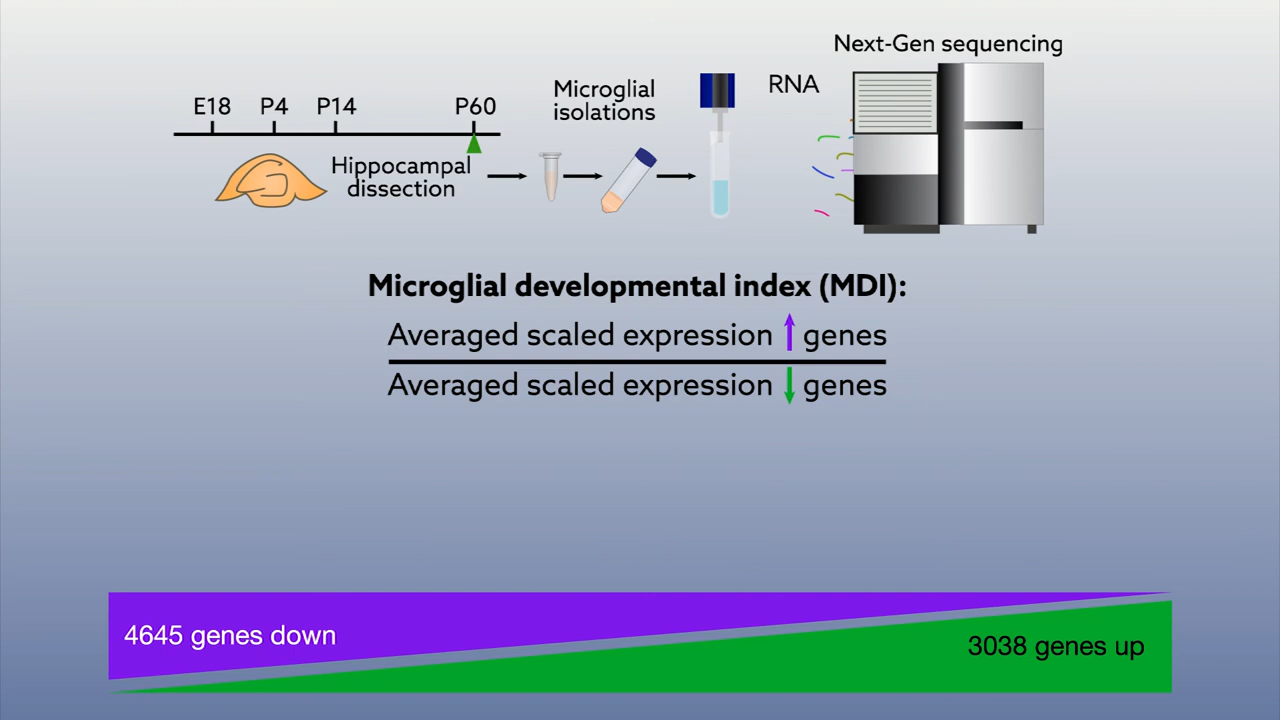 Next-Gen sequencing
E18 P4 P14 P60
Microglial
isolations
RNA
Hippocampal
dissection
Microglial developmental index (MDI):
Averaged scaled expression ↑ genes
Averaged scaled expression ↓ genes
4645 genes down
3038 genes up